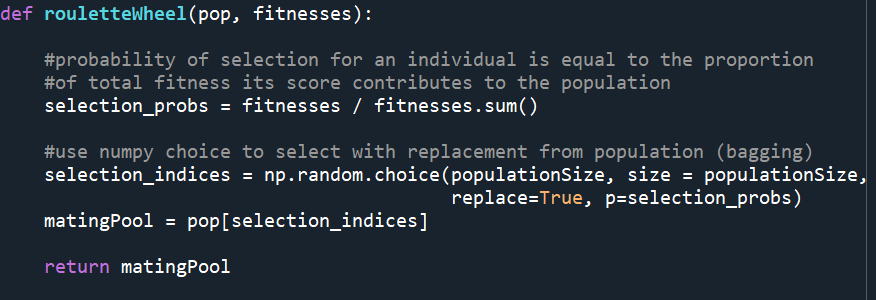 def rouletteWheel(pop, fitnesses):
#probability of selection for an individual is equal to the proportion
#of total fitness its score contributes to the population
selection_probs = fitnesses / fitnesses.sum()
#use numpy choice to select with replacement from population (bagging)
selection_indices = np.random.choice(populationSize, size = populationSize,
replace=True, p=selection_probs)
matingPool = pop[selection_indices]
return matingPool